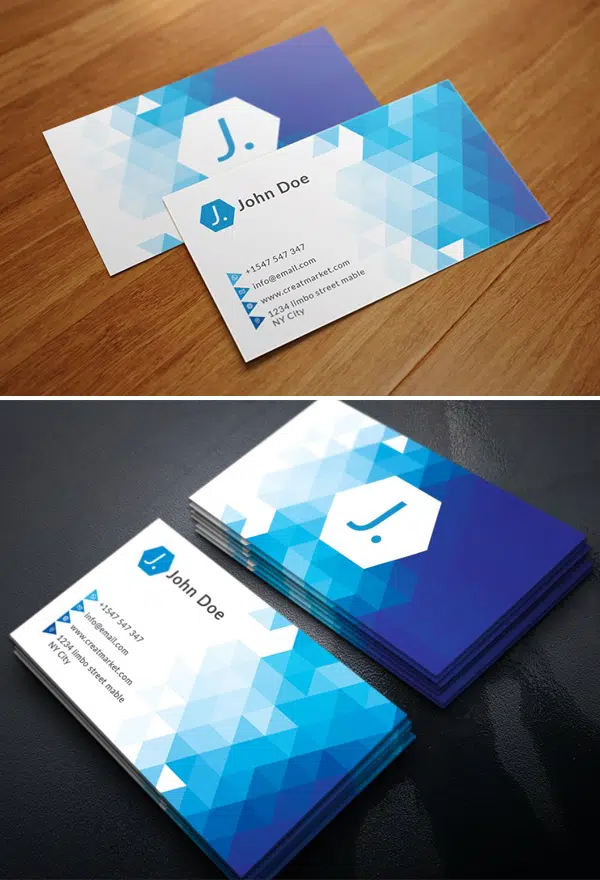 J.
J.
John Doe
+1547 547 347
info@email.com
www.creatmarket.com
1234 limbo street mable
NY City
J.
J.
John Doe
+1547 547 347
info@email.com
www.creatmarket.com
1234 limbo street mable
NY City